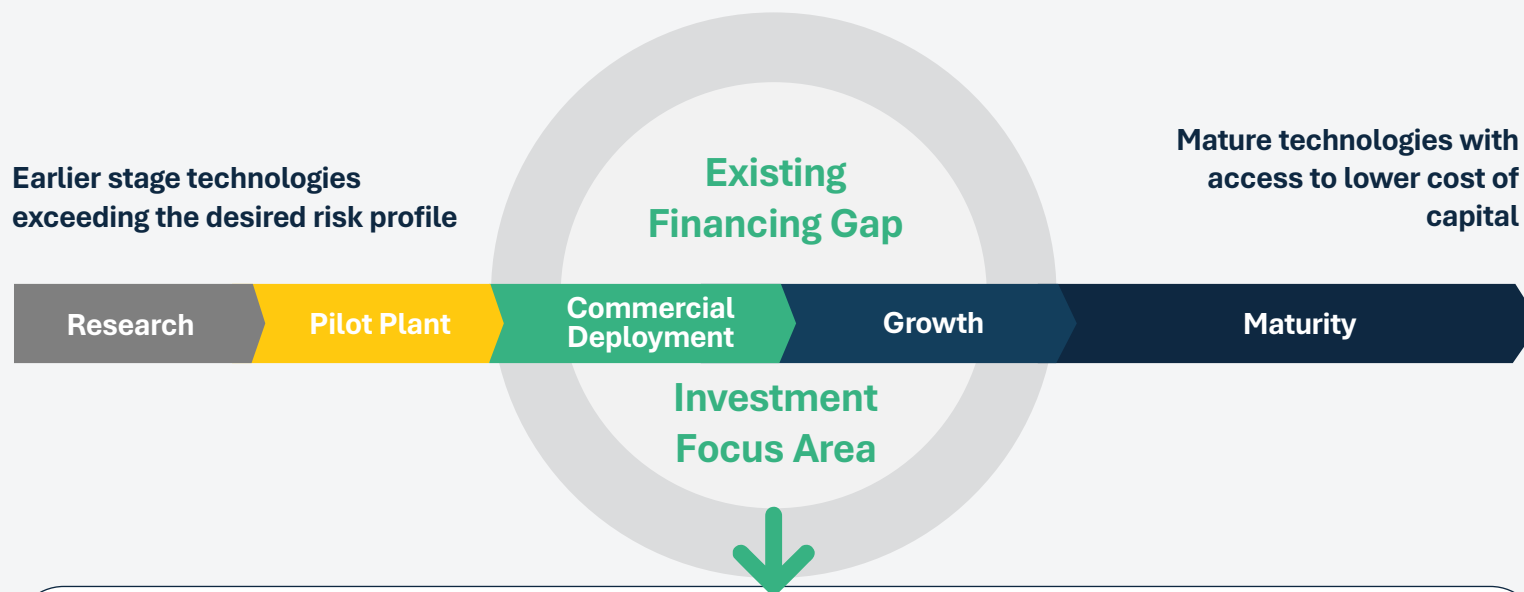 Earlier stage technologies
exceeding the desired risk profile
Existing
Financing Gap
Mature technologies with
access to lower cost of
capital
Research
Pilot Plant
Commercial
Deployment
Growth
Maturity
Investment
Focus Area